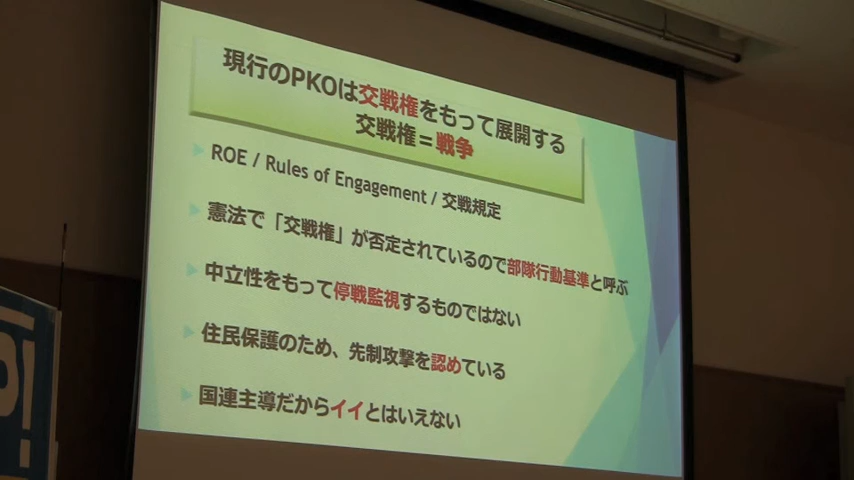 現行のPKOは交戦権をもって展開する
交戦権＝戦争
ROE / Rules of Engagement / 交戦規定
憲法で「交戦権」が否定されているので部隊行動基準と呼ぶ
中立性をもって停戦監視するものではない
住民保護のため、先制攻撃を認めている
国連主導だからイイとはいえない